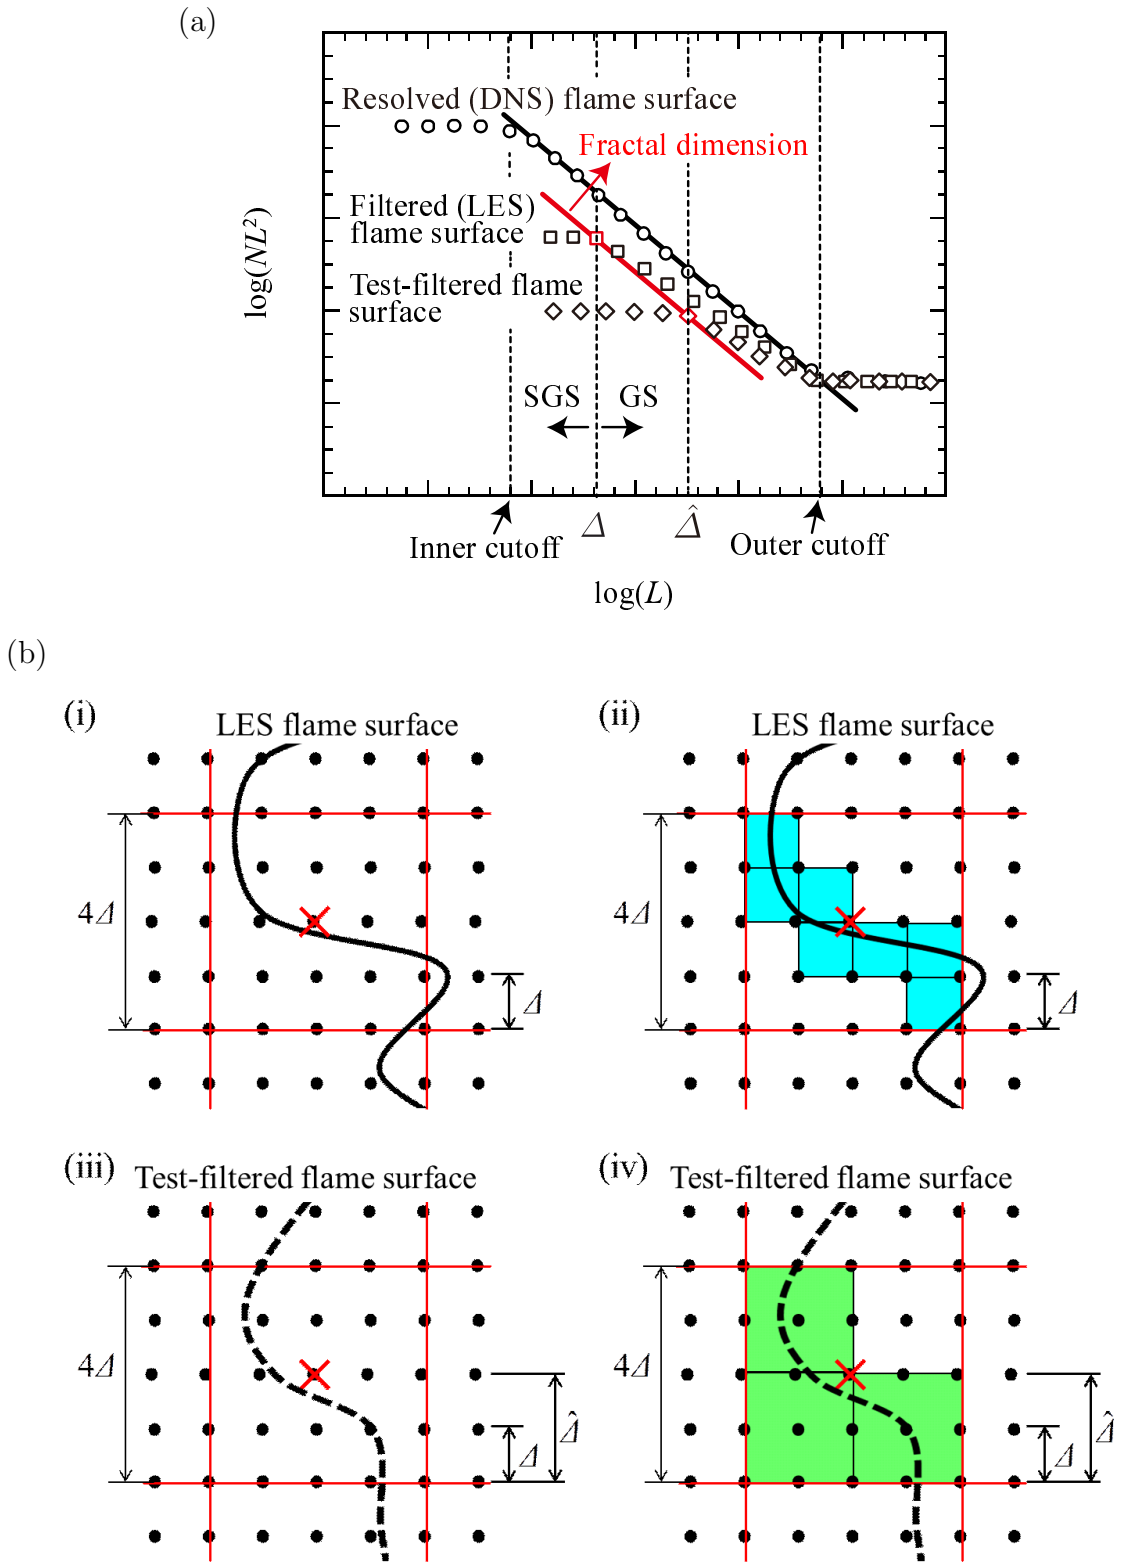 (a)
Resolved (DNS) flame surface
Fractal dimension
Filtered (LES)
flame surface
Test-filtered flame
surface
SGS GS
log(NL²)
Δ Δ̂
Inner cutoff Outer cutoff
log(L)
(b)
(i) LES flame surface
4Δ
Δ
(ii) LES flame surface
4Δ
Δ
(iii) Test-filtered flame surface
4Δ
Δ Δ̂
(iv) Test-filtered flame surface
4Δ
Δ Δ̂